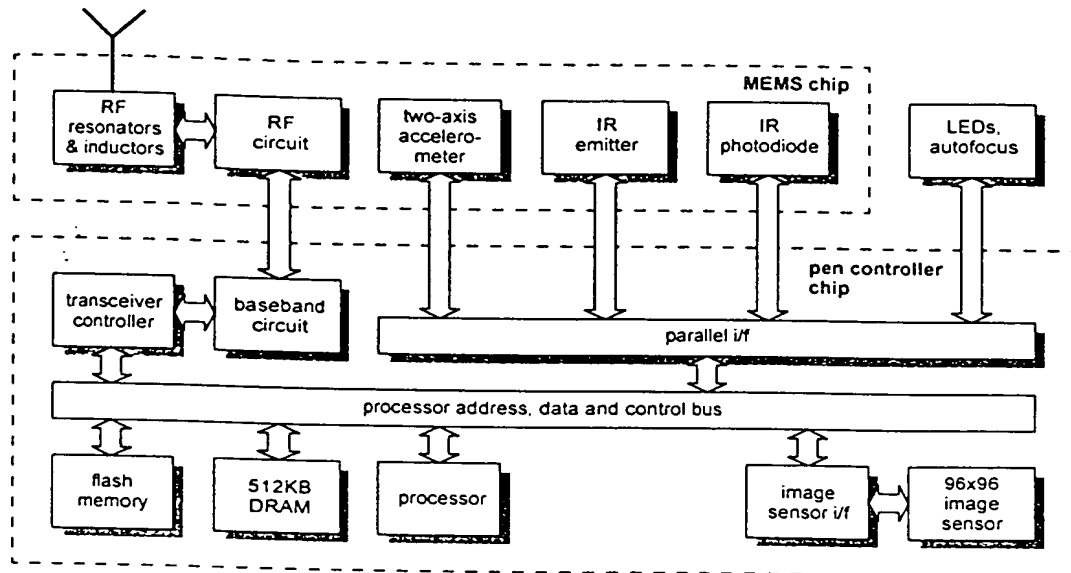 MEMS chip
RF
resonators
& inductors
RF
circuit
two-axis
accelero-
meter
IR
emitter
IR
photodiode
LEDs,
autofocus
pen controller
chip
transceiver
controller
baseband
circuit
parallel i/f
processor address, data and control bus
flash
memory
512KB
DRAM
processor
image
sensor i/f
96x96
image
sensor